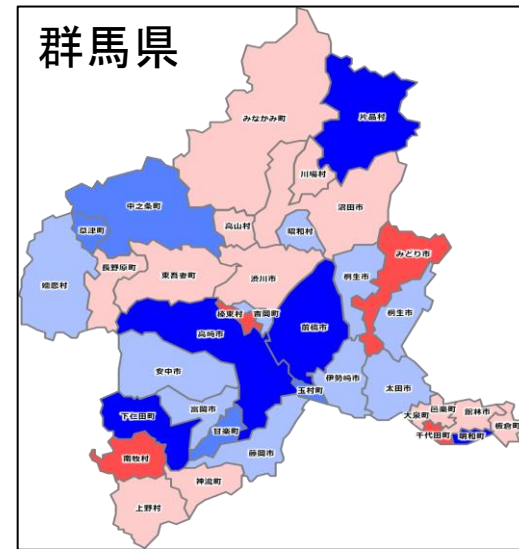 群馬県
みなかみ町
片品村
川場村
中之条町
沼田市
高山村
昭和村
草津町
みどり市
長野原町
嬬恋村
東吾妻町
渋川市
桐生市
榛東村
吉岡町
桐生市
高崎市
前橋市
安中市
伊勢崎市
太田市
玉村町
下仁田町
富岡市
甘楽町
邑楽町
館林市
大泉町
板倉町
千代田町
明和町
藤岡市
南牧村
神流町
上野村